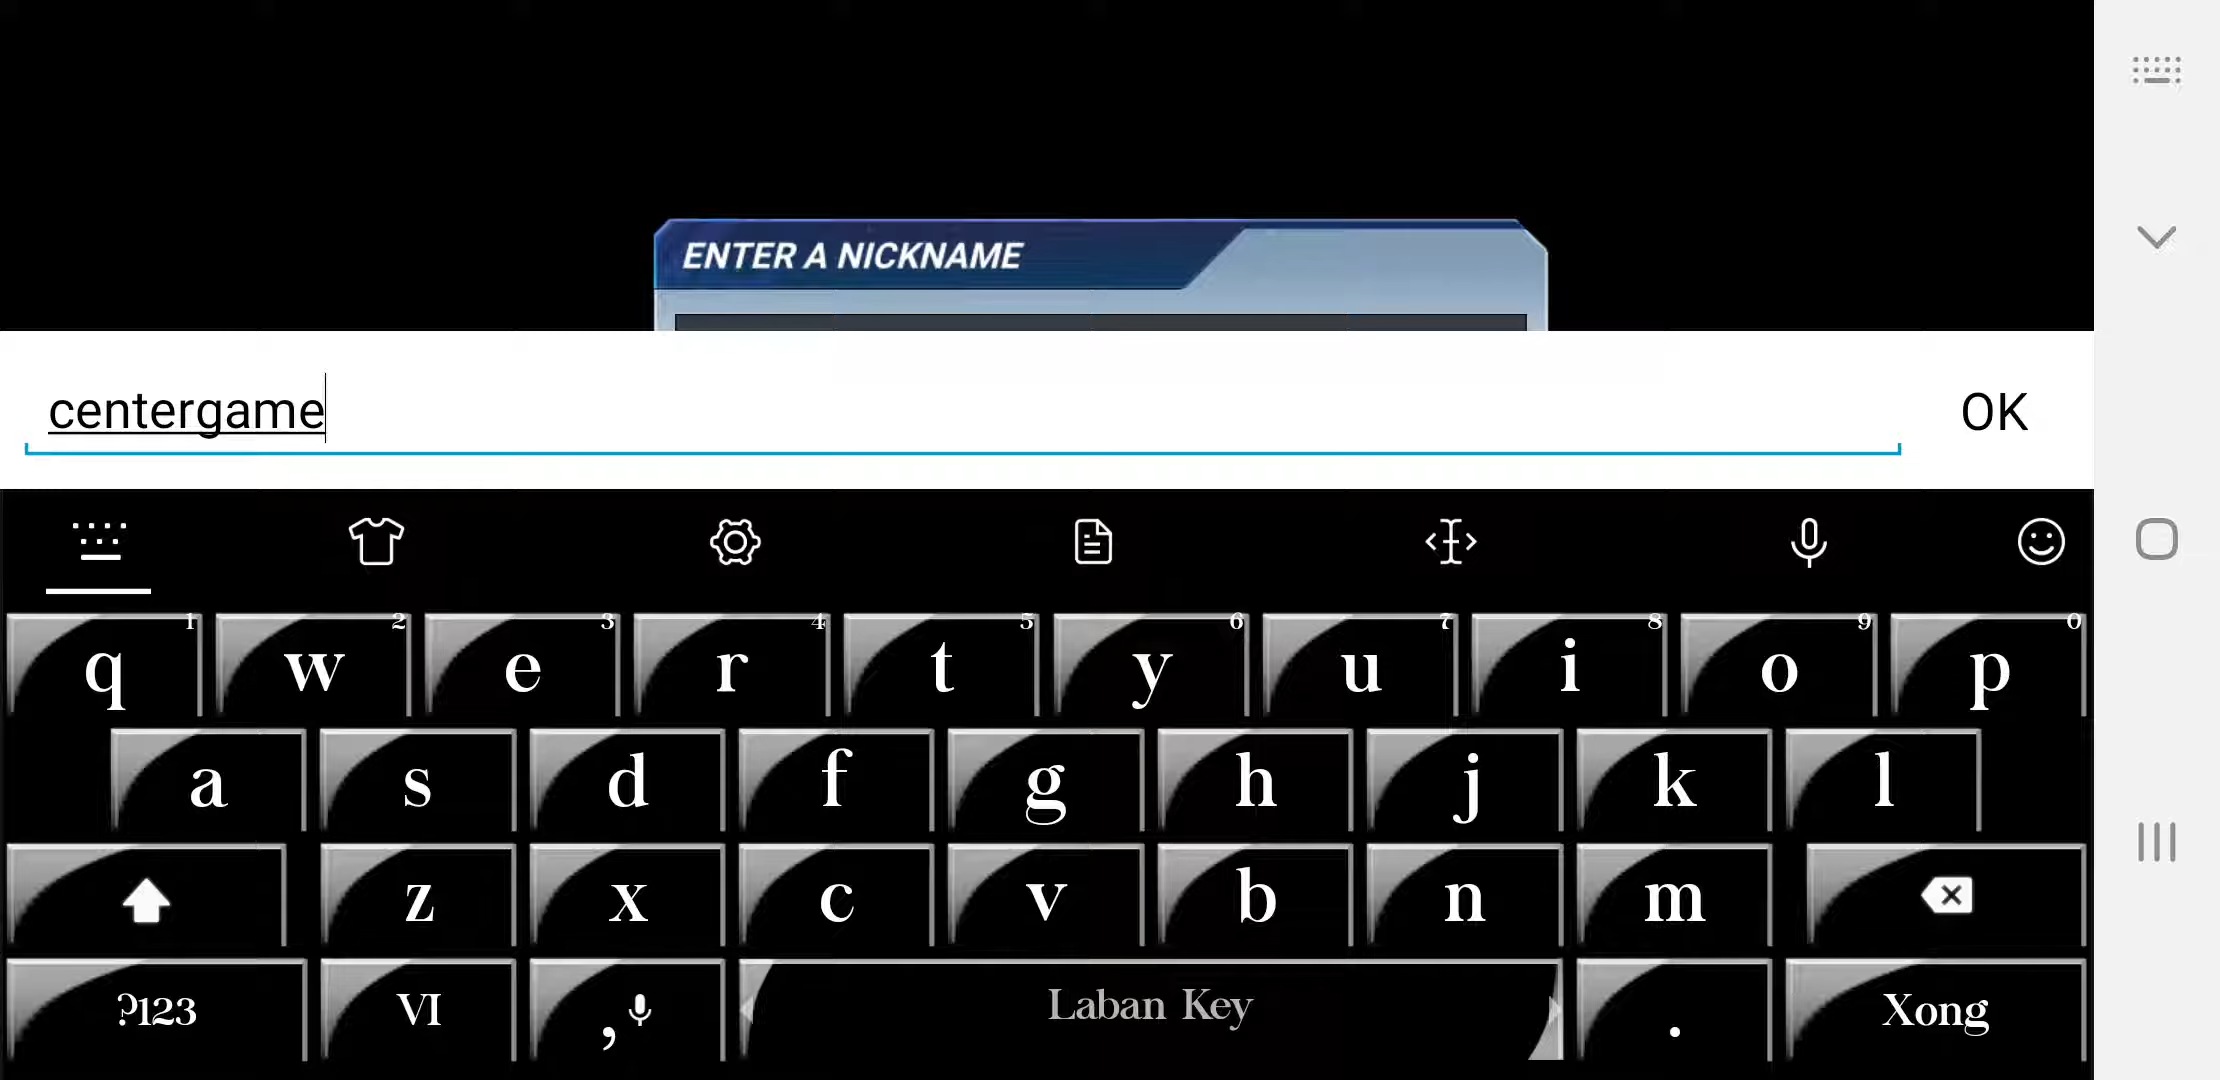 ENTER A NICKNAME
centergame
OK
1 2 3 4 5 6 7 8 9 0
q w e r t y u i o p
a s d f g h j k l
z x c v b n m
?123 VI , Laban Key . Xong